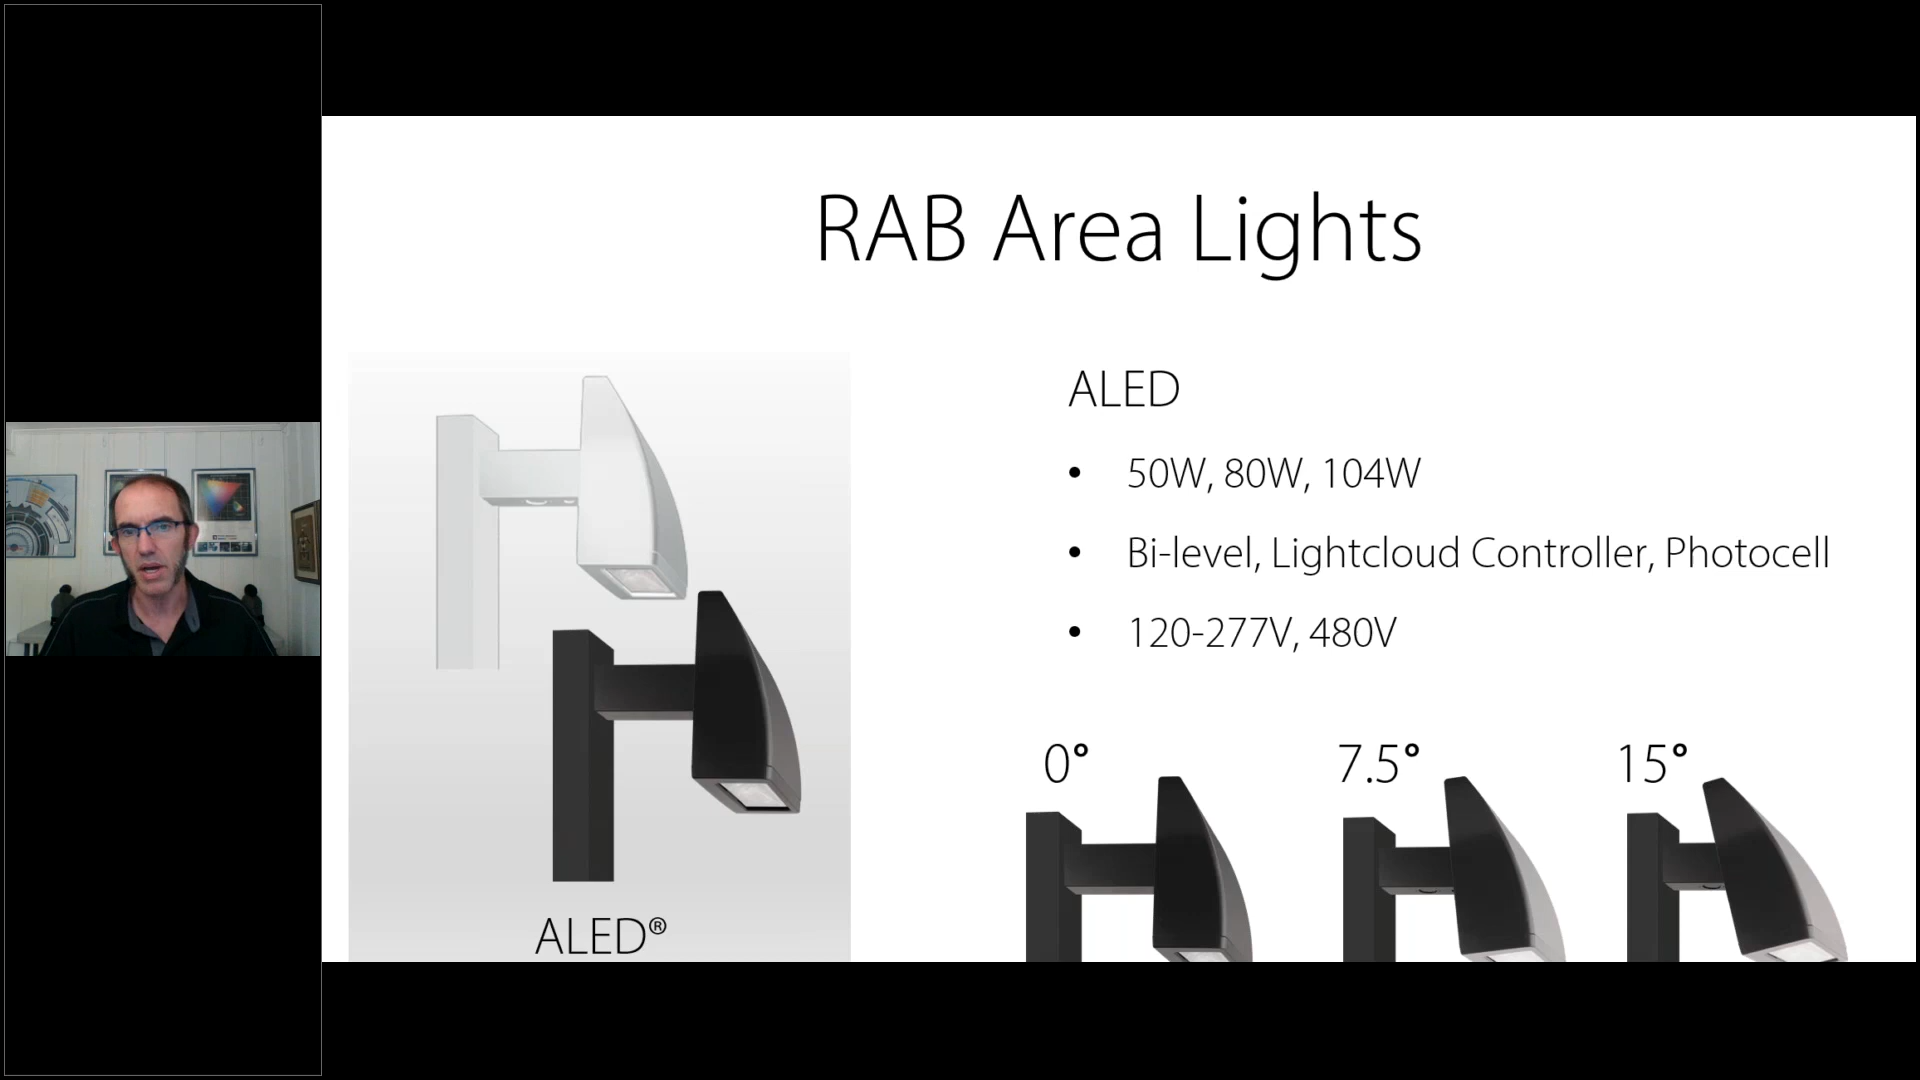 RAB Area Lights
ALED
• 50W, 80W, 104W
• Bi-level, Lightcloud Controller, Photocell
• 120-277V, 480V
0° 7.5° 15°
ALED®